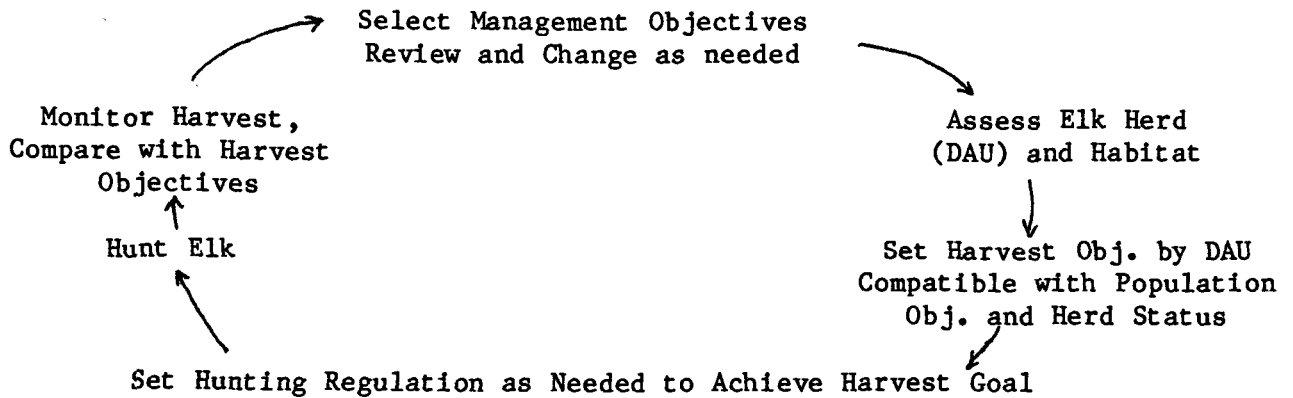 Select Management Objectives
Review and Change as needed
Assess Elk Herd
(DAU) and Habitat
Set Harvest Obj. by DAU
Compatible with Population
Obj. and Herd Status
Set Hunting Regulation as Needed to Achieve Harvest Goal
Hunt Elk
Monitor Harvest,
Compare with Harvest
Objectives